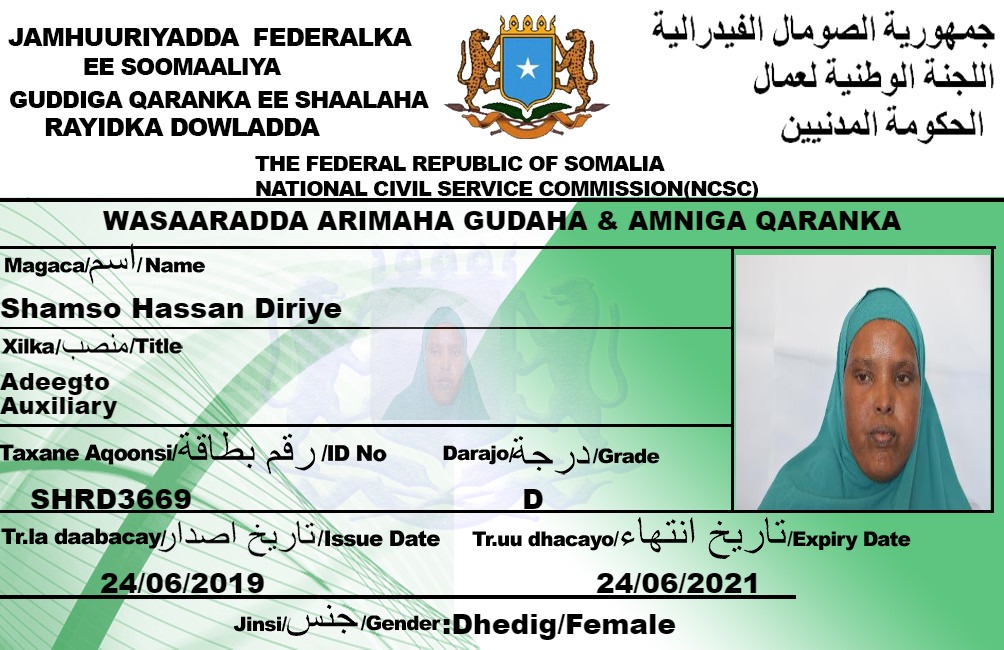 JAMHUURIYADDA FEDERALKA
EE SOOMAALIYA
GUDDIGA QARANKA EE SHAALAHA
RAYIDKA DOWLADDA
جمهورية الصومال الفيدرالية
اللجنة الوطنية لعمال
الحكومة المدنيين
THE FEDERAL REPUBLIC OF SOMALIA
NATIONAL CIVIL SERVICE COMMISSION(NCSC)
WASAARADDA ARIMAHA GUDAHA & AMNIGA QARANKA
Magaca/اسم/Name
Shamso Hassan Diriye
Xilka/منصب/Title
Adeegto
Auxiliary
Taxane Aqoonsi/رقم بطاقة/ID No
Darajo/درجة/Grade
SHRD3669
D
Tr.la daabacay/تاريخ اصدار/Issue Date
Tr.uu dhacayo/تاريخ انتهاء/Expiry Date
24/06/2019
24/06/2021
Jinsi/جنس/Gender:Dhedig/Female